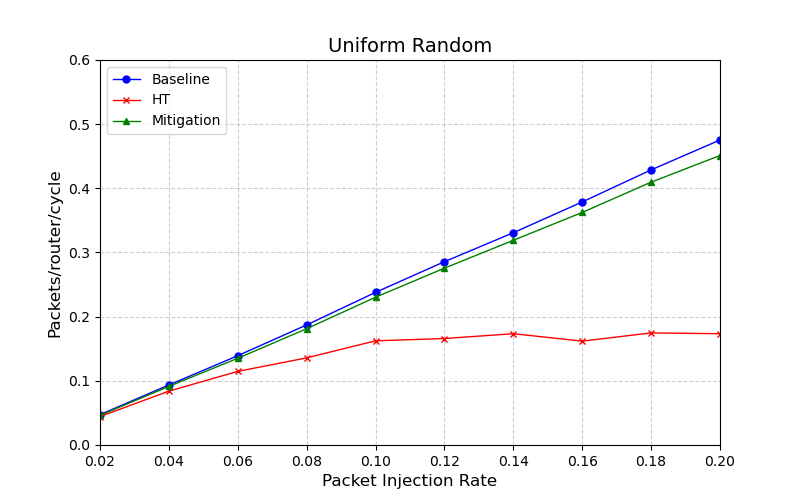 Uniform Random
Baseline
HT
Mitigation
0.6
0.5
0.4
0.3
0.2
0.1
0.0
Packets/router/cycle
0.02 0.04 0.06 0.08 0.10 0.12 0.14 0.16 0.18 0.20
Packet Injection Rate